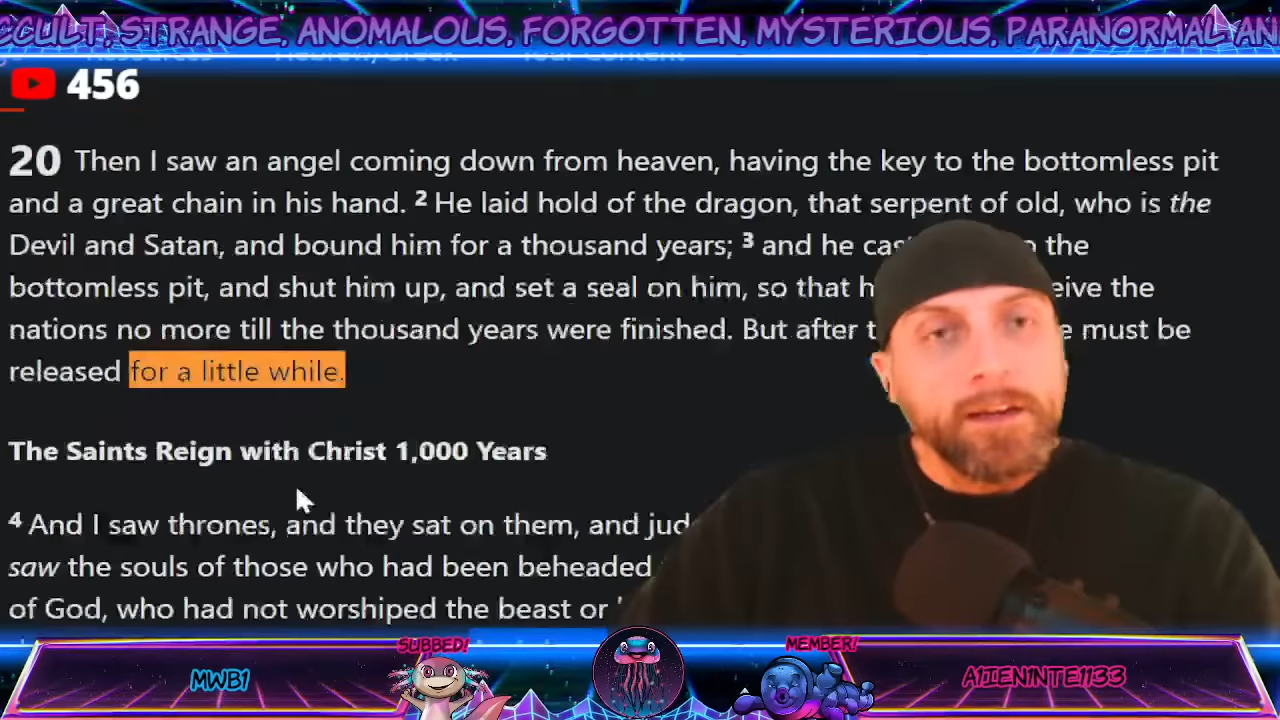 CCULT, STRANGE, ANOMALOUS, FORGOTTEN, MYSTERIOUS, PARANORMAL AN
456
20 Then I saw an angel coming down from heaven, having the key to the bottomless pit
and a great chain in his hand. 2 He laid hold of the dragon, that serpent of old, who is the
Devil and Satan, and bound him for a thousand years; 3 and he cas the
bottomless pit, and shut him up, and set a seal on him, so that h eive the
nations no more till the thousand years were finished. But after t e must be
released for a little while.
The Saints Reign with Christ 1,000 Years
4 And I saw thrones, and they sat on them, and jud
saw the souls of those who had been beheaded
of God, who had not worshiped the beast or
SUBBED! MEMBER!
MWB1 A1IEN1NTE1133